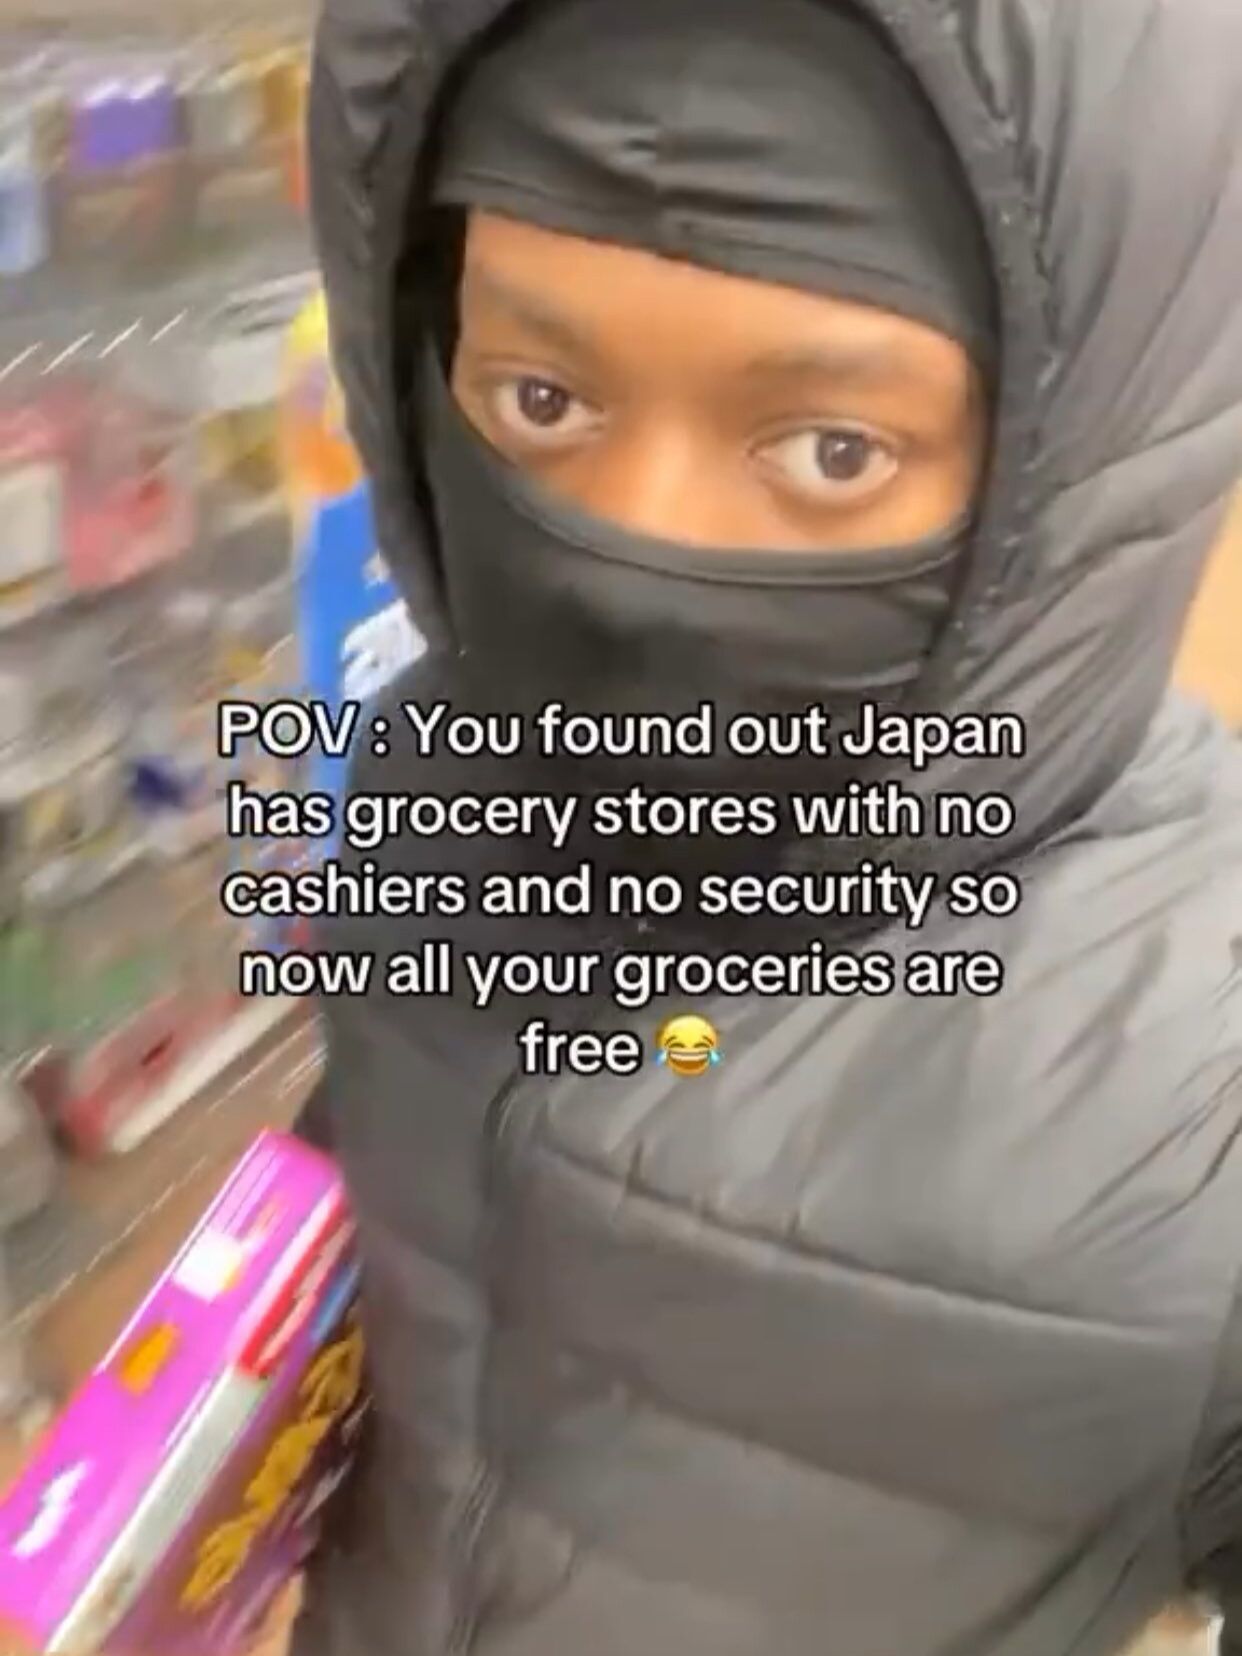 POV : You found out Japan
has grocery stores with no
cashiers and no security so
now all your groceries are
free 😂